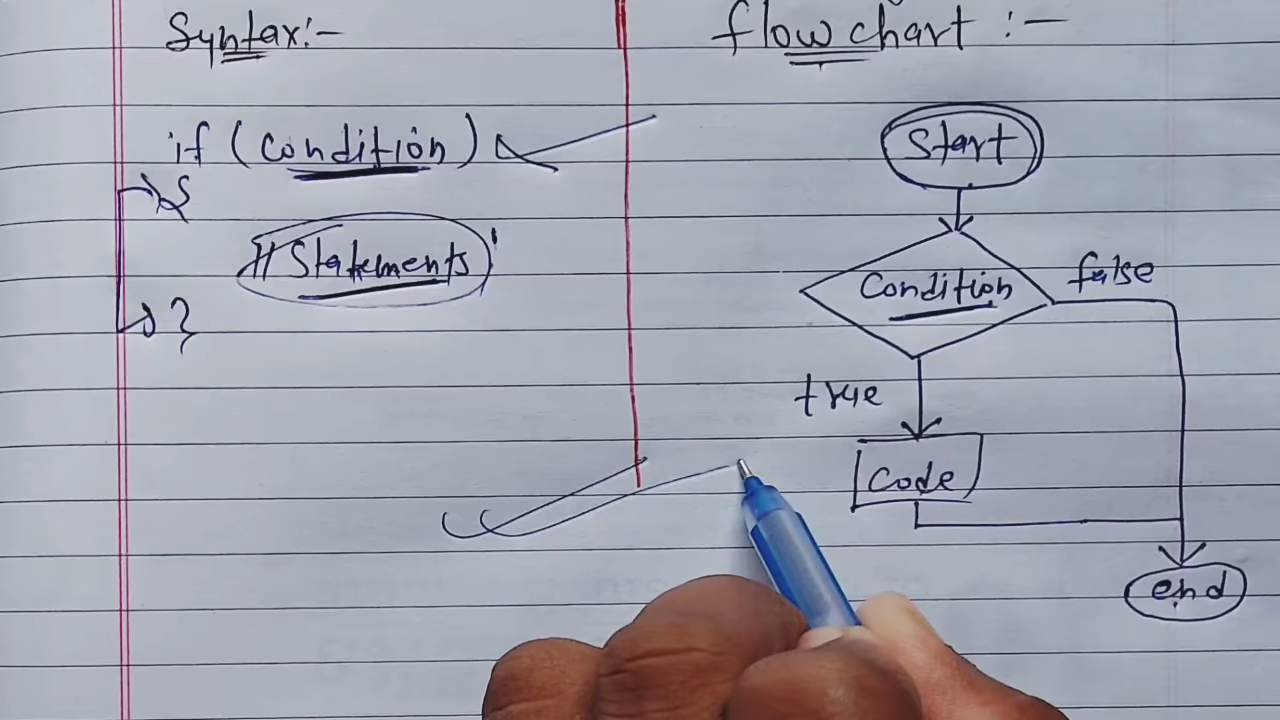 Syntax:-
if (Condition)
{
// Statements
}
flow chart :-
Start
Condition
false
true
Code
end